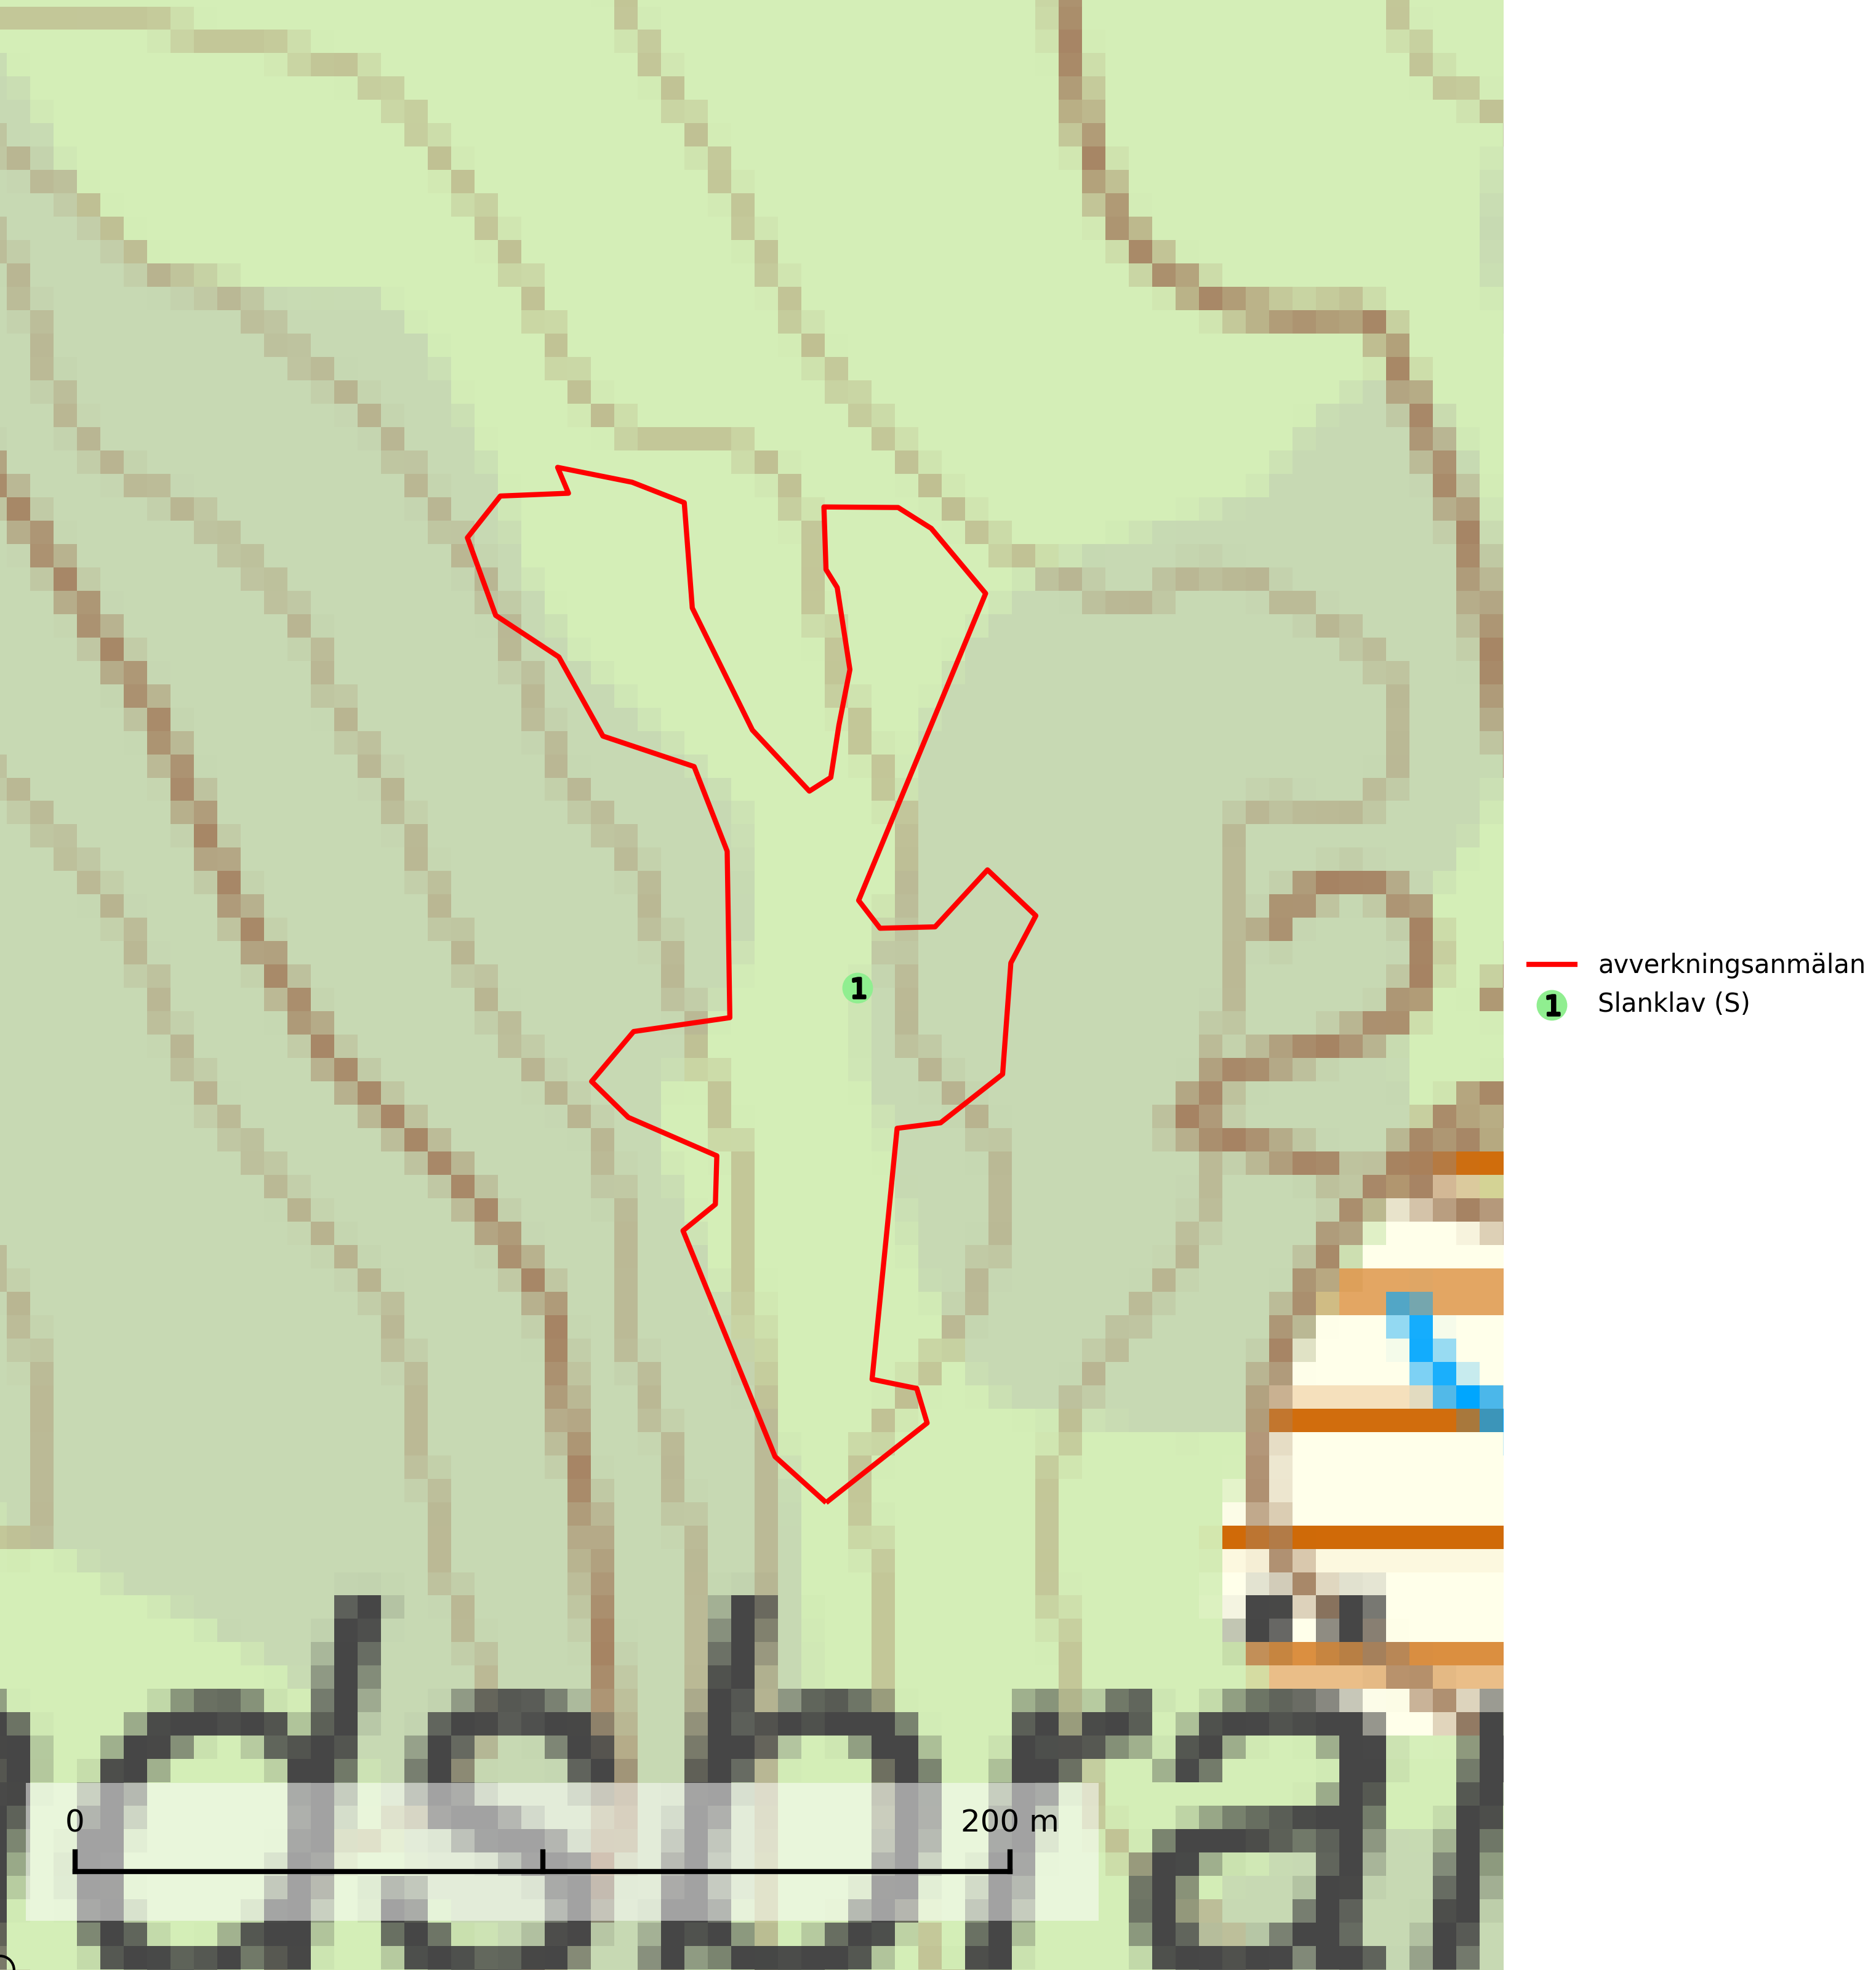 1
avverkningsanmälan
1 Slanklav (S)
0 200 m